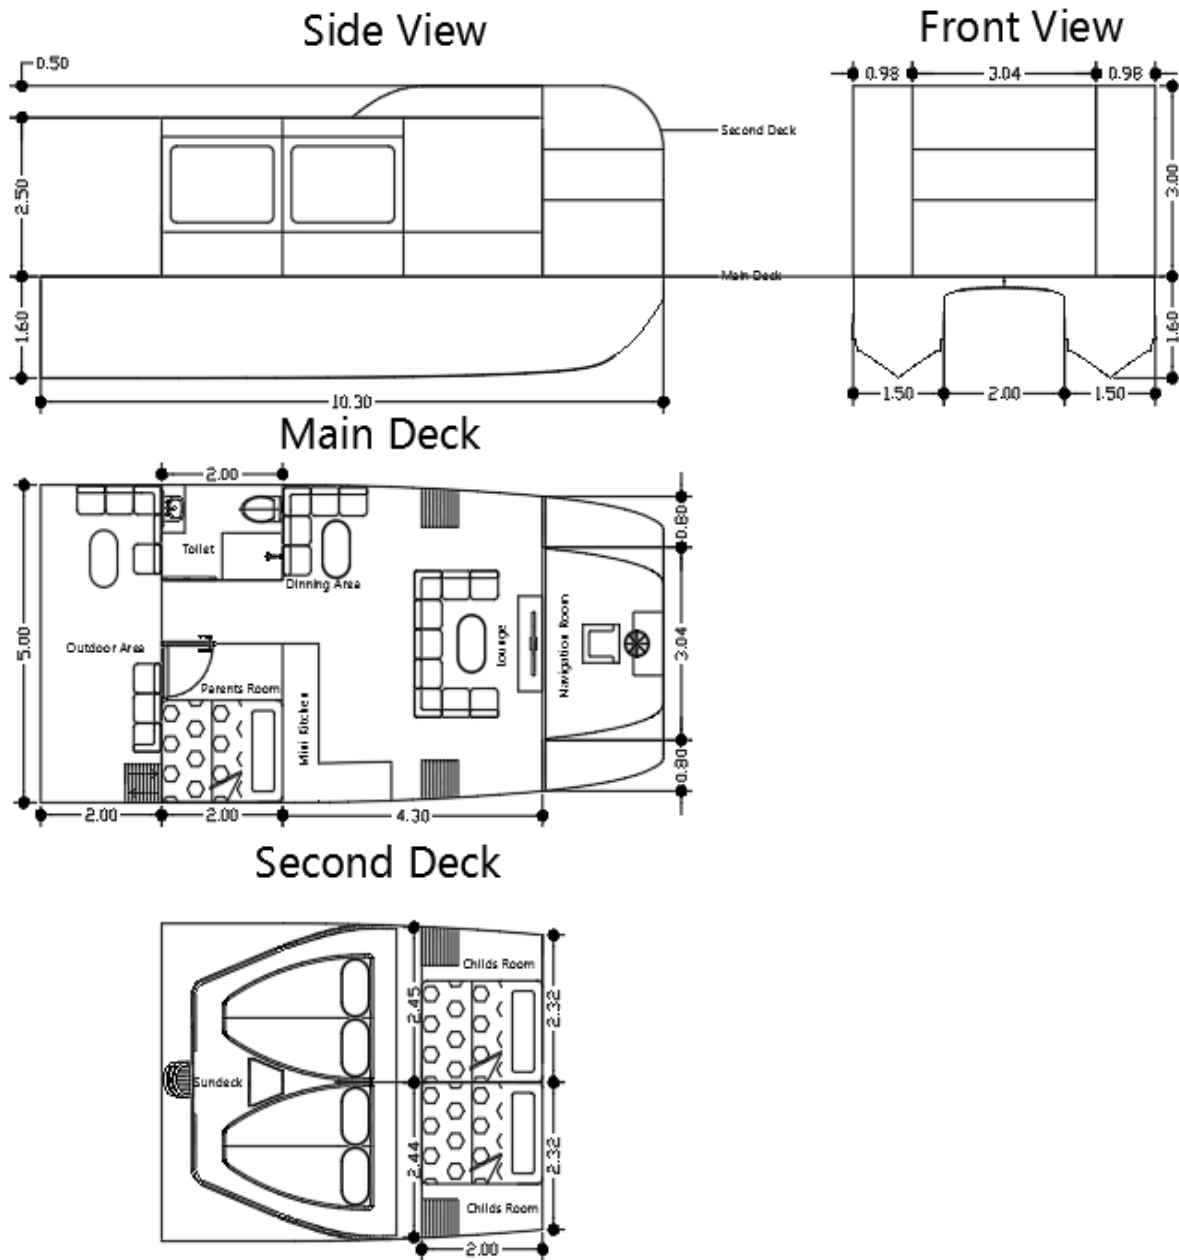 Side View
Front View
0.50
0.98
3.04
0.98
Second Deck
2.50
3.00
Main Deck
1.60
1.60
10.30
1.50
2.00
1.50
Main Deck
2.00
0.80
Toilet
Dinning Area
5.00
Outdoor Area
Lounge
Navigation Room
3.04
Parents Room
Mini Kitchen
0.80
2.00
2.00
4.30
Second Deck
Childs Room
2.45
2.32
Sundeck
2.44
2.32
Childs Room
2.00